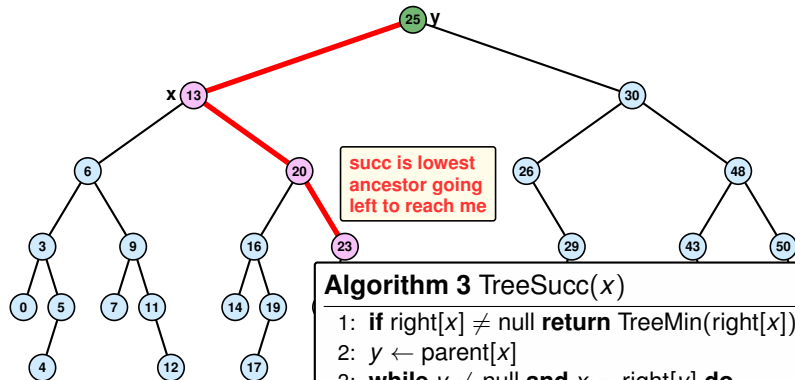 25 y
x 13 30
6 20 26 48
succ is lowest
ancestor going
left to reach me
3 9 16 23 29 43 50
0 5 7 11 14 19
4 12 17
Algorithm 3 TreeSucc(x)
1: if right[x] ≠ null return TreeMin(right[x])
2: y ← parent[x]